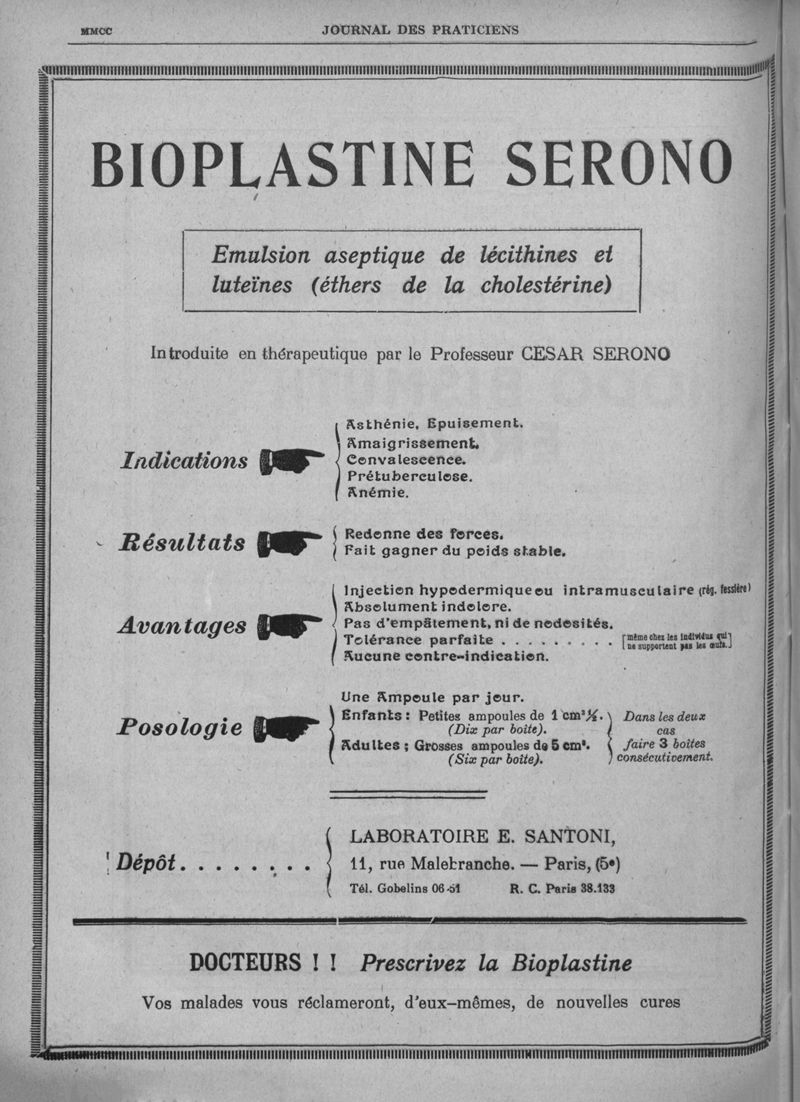 MMCC
JOURNAL DES PRATICIENS
BIOPLASTINE SERONO
Emulsion aseptique de lécithines et
luteïnes (éthers de la cholestérine)
Introduite en thérapeutique par le Professeur CESAR SERONO
Indications
Asthénie, Epuisement.
Amaigrissement.
Convalescence.
Prétuberculose.
Anémie.
Résultats
Redonne des forces.
Fait gagner du poids stable.
Avantages
Injection hypodermique ou intramusculaire (rég. fessière)
Absolument indolore.
Pas d'empâtement, ni de nodosités.
Tolérance parfaite . . . . . . . . . [même chez les individus qui
ne supportent pas les œufs.]
Aucune contre-indication.
Posologie
Une Ampoule par jour.
Enfants : Petites ampoules de 1 cm³ ½.
(Dix par boîte).
Adultes ; Grosses ampoules de 5 cm³.
(Six par boîte).
Dans les deux
cas
faire 3 boîtes
consécutivement.
Dépôt. . . . . . . .
LABORATOIRE E. SANTONI,
11, rue Malebranche. — Paris, (5e)
Tél. Gobelins 06-51 R. C. Paris 38.133
DOCTEURS ! ! Prescrivez la Bioplastine
Vos malades vous réclameront, d'eux-mêmes, de nouvelles cures